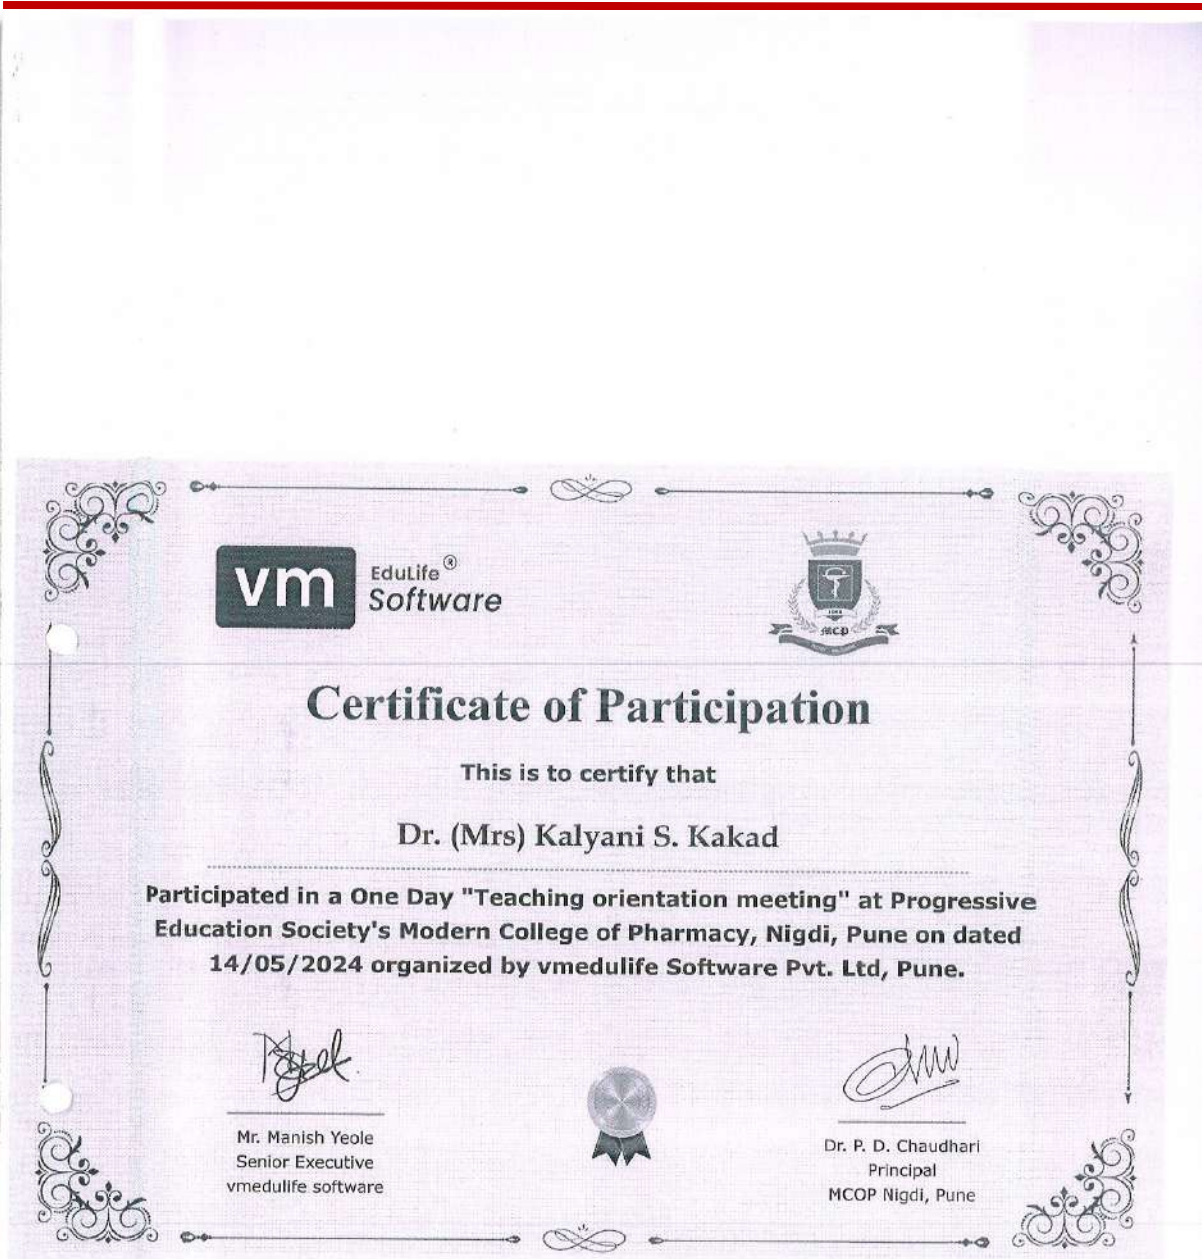 vm EduLife® Software
MCP
Certificate of Participation
This is to certify that
Dr. (Mrs) Kalyani S. Kakad
Participated in a One Day "Teaching orientation meeting" at Progressive
Education Society's Modern College of Pharmacy, Nigdi, Pune on dated
14/05/2024 organized by vmedulife Software Pvt. Ltd, Pune.
Mr. Manish Yeole
Senior Executive
vmedulife software
Dr. P. D. Chaudhari
Principal
MCOP Nigdi, Pune